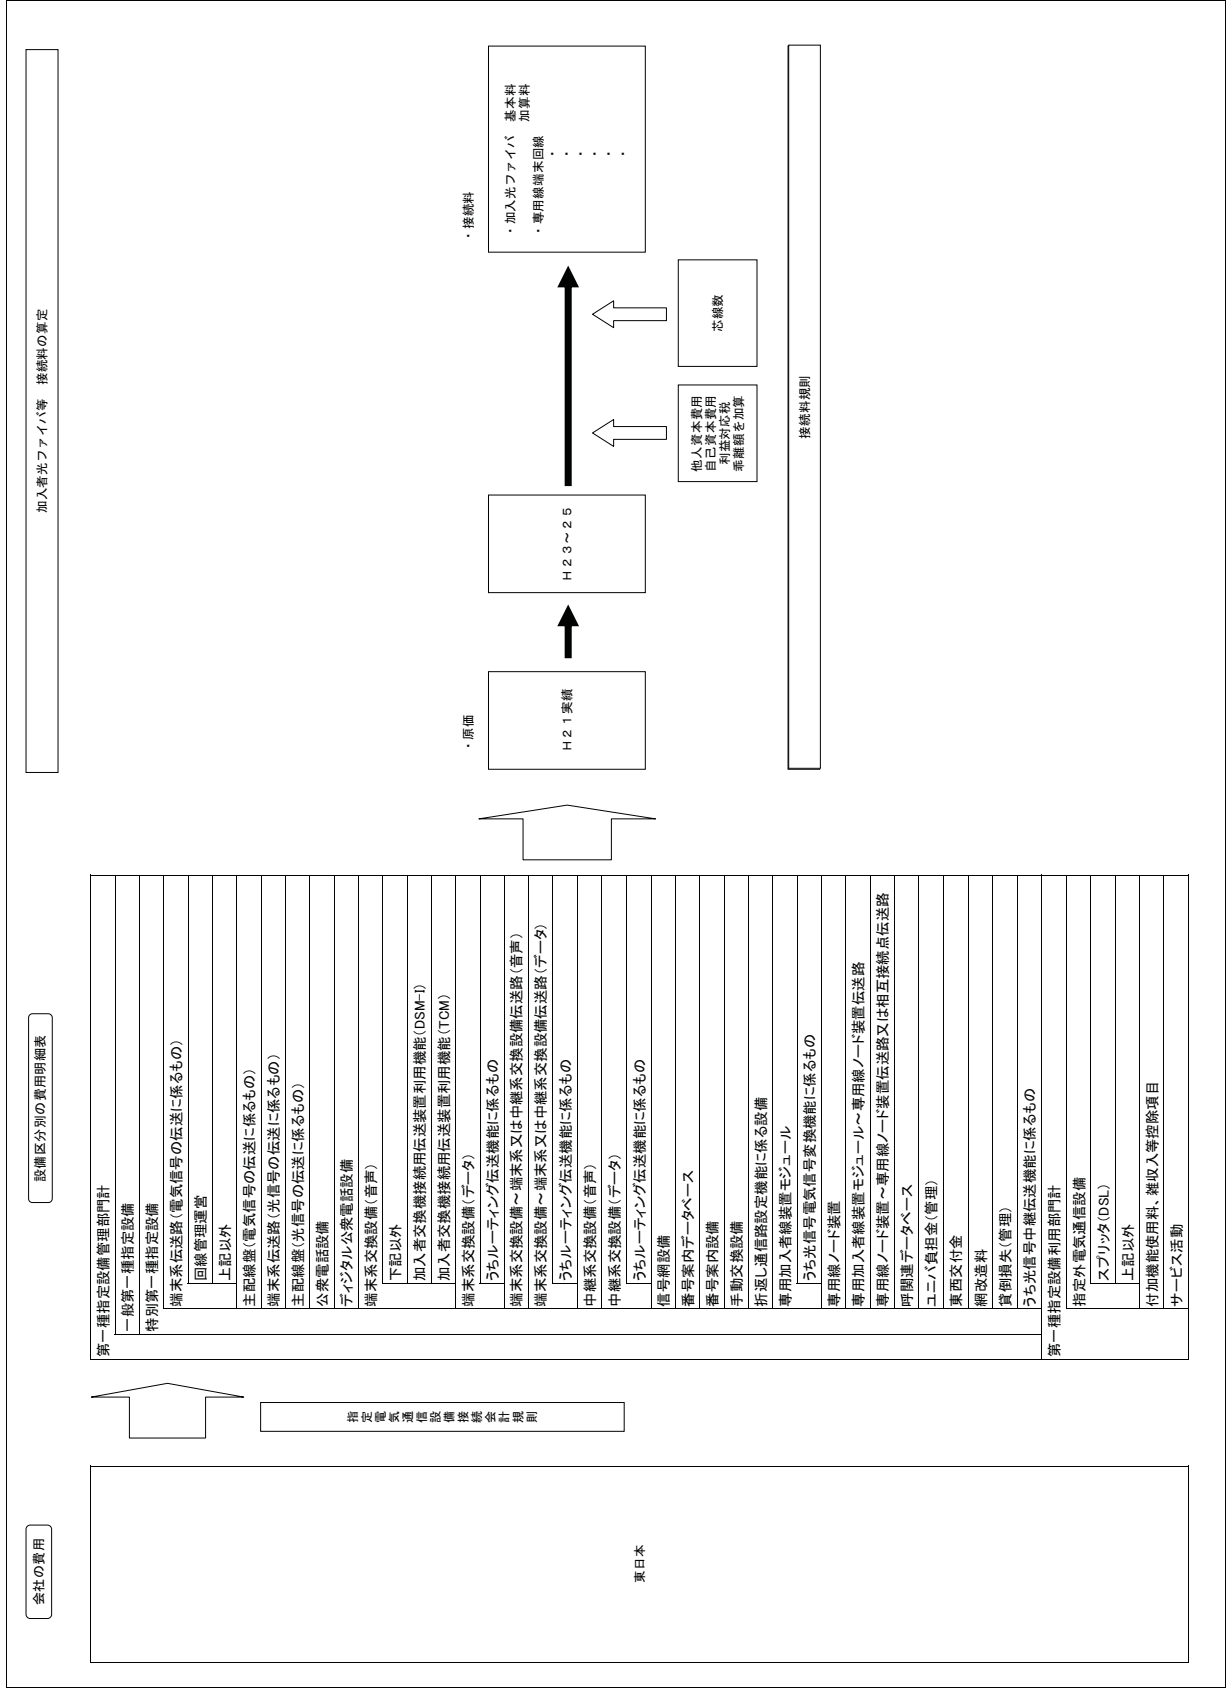 会社の費用
東日本
指定電気通信設備接続会計規則
設備区分別の費用明細表
第一種指定設備管理部門計
一般第一種指定設備
特別第一種指定設備
端末系伝送路(電気信号の伝送に係るもの)
回線管理運営
上記以外
主配線盤(電気信号の伝送に係るもの)
端末系伝送路(光信号の伝送に係るもの)
主配線盤(光信号の伝送に係るもの)
公衆電話設備
ディジタル公衆電話設備
端末系交換設備(音声)
下記以外
加入者交換機接続用伝送装置利用機能(DSM-I)
加入者交換機接続用伝送装置利用機能(TCM)
端末系交換設備(データ)
うちルーティング伝送機能に係るもの
端末系交換設備~端末系又は中継系交換設備伝送路(音声)
端末系交換設備~端末系又は中継系交換設備伝送路(データ)
うちルーティング伝送機能に係るもの
中継系交換設備(音声)
中継系交換設備(データ)
うちルーティング伝送機能に係るもの
信号網設備
番号案内データベース
番号案内設備
手動交換設備
折返し通信路設定機能に係る設備
専用加入者線装置モジュール
うち光信号電気信号変換機能に係るもの
専用線ノード装置
専用加入者線装置モジュール~専用線ノード装置伝送路
専用線ノード装置~専用線ノード装置伝送路又は相互接続点伝送路
呼関連データベース
ユニバ負担金(管理)
東西交付金
網改造料
貸倒損失(管理)
うち光信号中継伝送機能に係るもの
第一種指定設備利用部門計
指定外電気通信設備
スプリッタ(DSL)
上記以外
付加機能使用料、雑収入等控除項目
サービス活動
加入者光ファイバ等 接続料の算定
・原価
H21実績
H23~25
・接続料
・加入光ファイバ 基本料
加算料
・専用線端末回線
・
・
・
・
・
・
他人資本費用
自己資本費用
利益対応税
乖離額を加算
芯線数
接続料規則